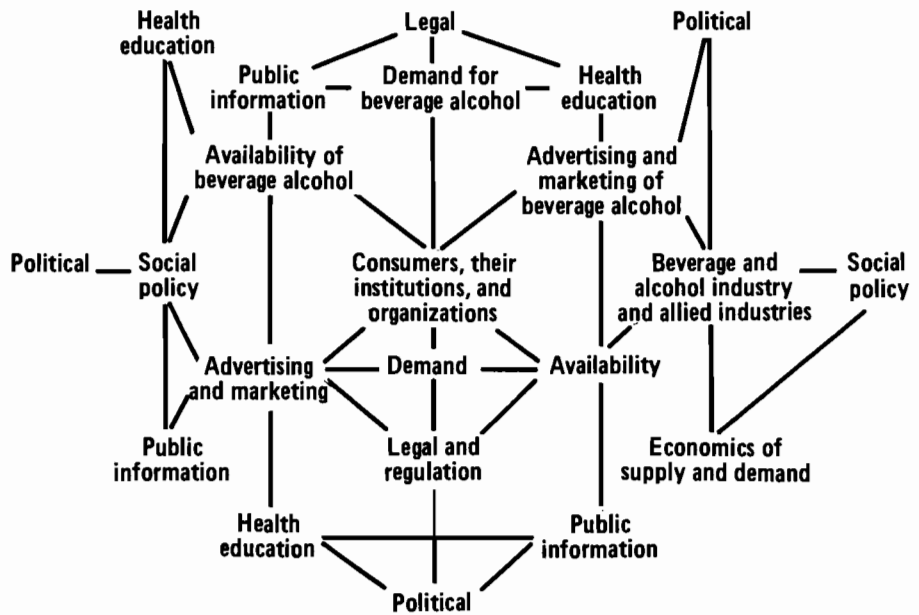 Health
education
Legal
Political
Public
information
Demand for
beverage alcohol
Health
education
Availability of
beverage alcohol
Advertising and
marketing of
beverage alcohol
Political
Social
policy
Consumers, their
institutions, and
organizations
Beverage and
alcohol industry
and allied industries
Social
policy
Advertising
and marketing
Demand
Availability
Public
information
Legal and
regulation
Economics of
supply and demand
Health
education
Public
information
Political